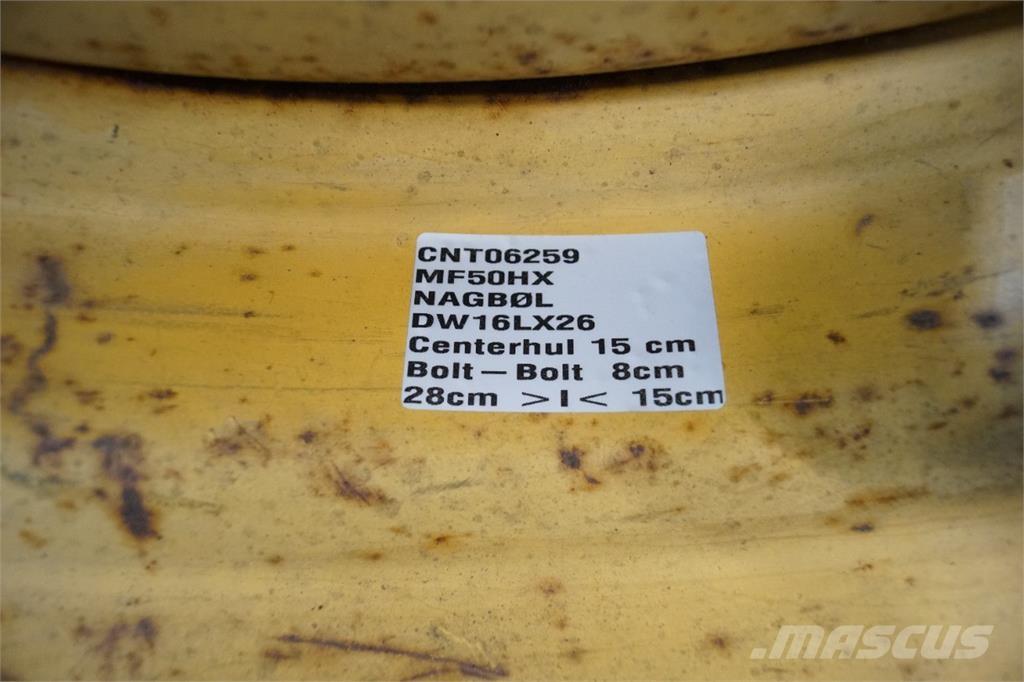 CNT06259
MF50HX
NAGBØL
DW16LX26
Centerhul 15 cm
Bolt — Bolt 8cm
28cm >I< 15cm
MASCUS